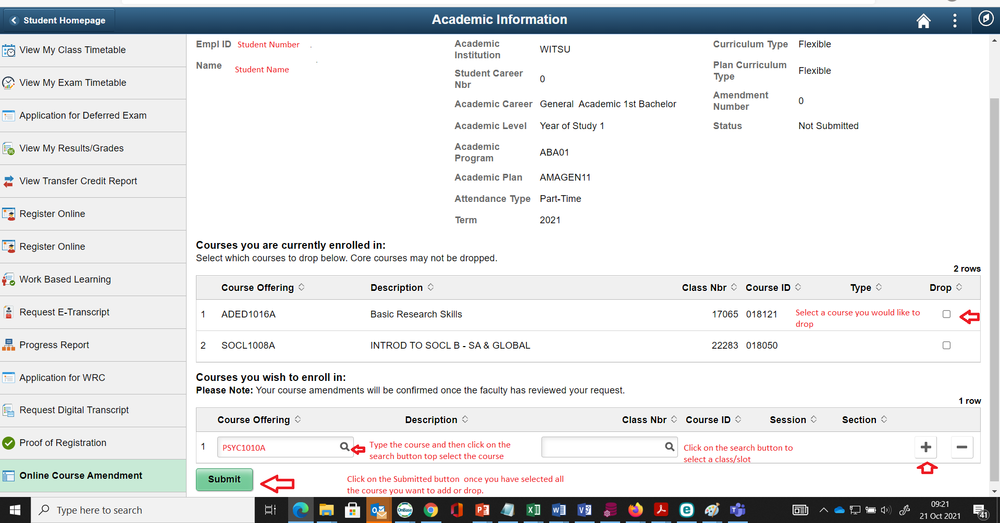 Student Homepage
Academic Information
View My Class Timetable
View My Exam Timetable
Application for Deferred Exam
View My Results/Grades
95
View Transfer Credit Report
Register Online
Register Online
Work Based Learning
Request E-Transcript
Progress Report
Application for WRC
Request Digital Transcript
Proof of Registration
Online Course Amendment
Empl ID Student Number .
Name Student Name
Academic Institution WITSU
Student Career Nbr 0
Academic Career General Academic 1st Bachelor
Academic Level Year of Study 1
Academic Program ABA01
Academic Plan AMAGEN11
Attendance Type Part-Time
Term 2021
Curriculum Type Flexible
Plan Curriculum Type Flexible
Amendment Number 0
Status Not Submitted
Courses you are currently enrolled in:
Select which courses to drop below. Core courses may not be dropped.
2 rows
Course Offering Description Class Nbr Course ID Type Drop
1 ADED1016A Basic Research Skills 17065 018121 Select a course you would like to
drop
2 SOCL1008A INTROD TO SOCL B - SA & GLOBAL 22283 018050
Courses you wish to enroll in:
Please Note: Your course amendments will be confirmed once the faculty has reviewed your request.
1 row
Course Offering Description Class Nbr Course ID Session Section
1 PSYC1010A
Type the course and then click on the
search button top select the course
Click on the search button to
select a class/slot
Submit
Click on the Submitted button once you have selected all
the course you want to add or drop.
Type here to search
OnBase
09:21
21 Oct 2021
41